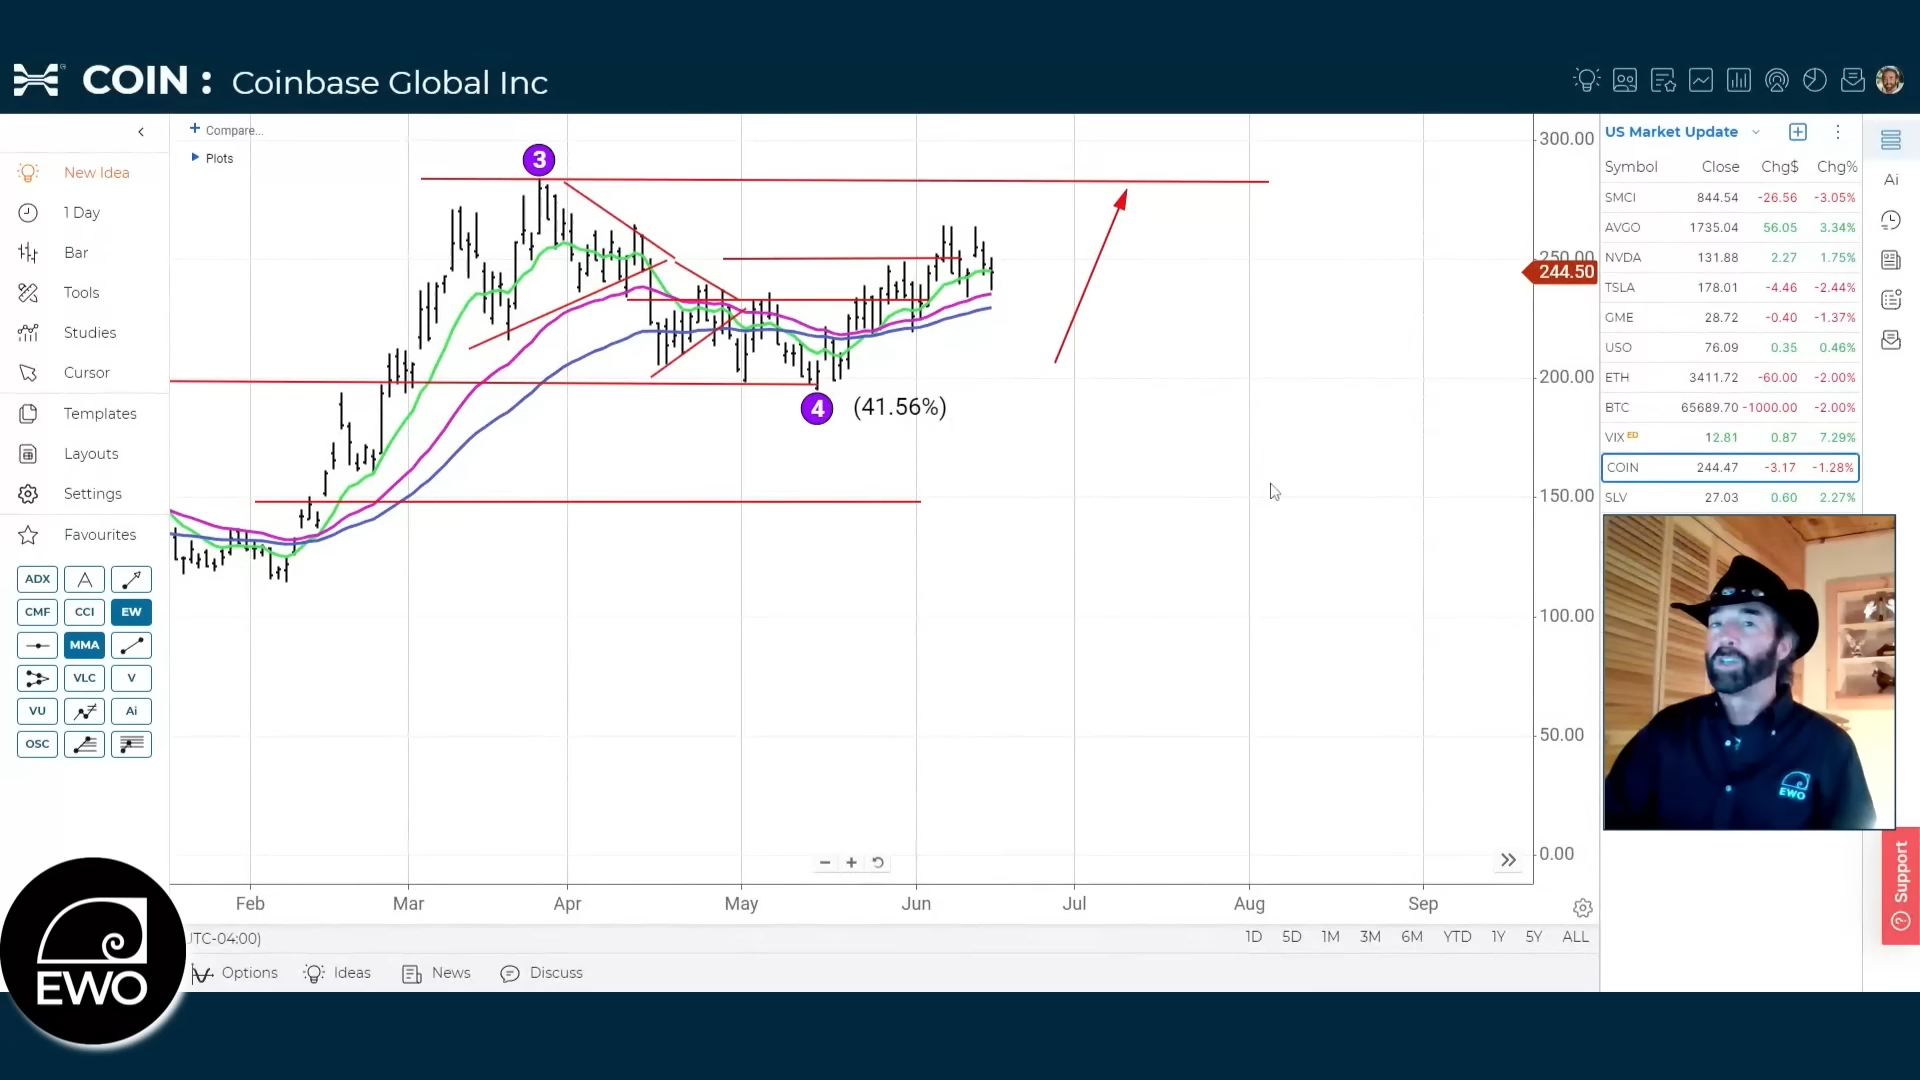 COIN : Coinbase Global Inc
Compare...
Plots
New Idea
1 Day
Bar
Tools
Studies
Cursor
Templates
Layouts
Settings
Favourites
ADX
CMF CCI EW
MMA
VLC V
VU Ai
OSC
3
4 (41.56%)
300.00
250.00
244.50
200.00
150.00
100.00
50.00
0.00
Feb Mar Apr May Jun Jul Aug Sep
UTC-04:00)
1D 5D 1M 3M 6M YTD 1Y 5Y ALL
Options Ideas News Discuss
US Market Update
Symbol Close Chg$ Chg%
SMCI 844.54 -26.56 -3.05%
AVGO 1735.04 56.05 3.34%
NVDA 131.88 2.27 1.75%
TSLA 178.01 -4.46 -2.44%
GME 28.72 -0.40 -1.37%
USO 76.09 0.35 0.46%
ETH 3411.72 -60.00 -2.00%
BTC 65689.70 -1000.00 -2.00%
VIX ED 12.81 0.87 7.29%
COIN 244.47 -3.17 -1.28%
SLV 27.03 0.60 2.27%
Ai
EWO
Support
EWO